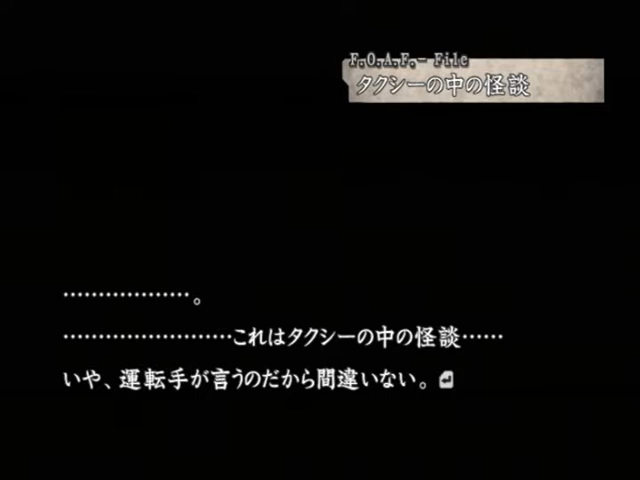 F.O.A.F.- File
タクシーの中の怪談
………………。
……………………これはタクシーの中の怪談……
いや、運転手が言うのだから間違いない。